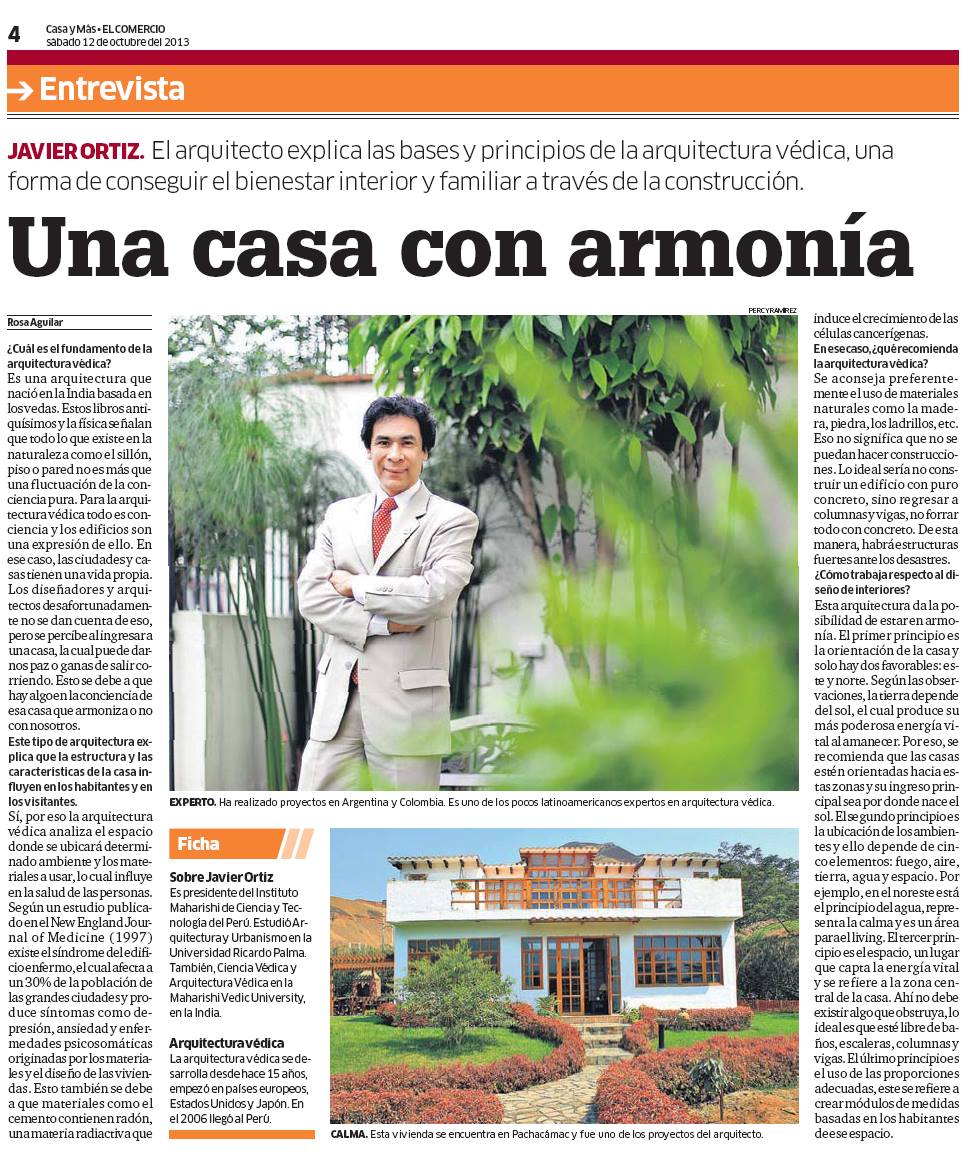 4
Casa y Más • EL COMERCIO
sábado 12 de octubre del 2013
→ Entrevista
JAVIER ORTIZ. El arquitecto explica las bases y principios de la arquitectura védica, una
forma de conseguir el bienestar interior y familiar a través de la construcción.
Una casa con armonía
Rosa Aguilar
¿Cuál es el fundamento de la
arquitectura védica?
Es una arquitectura que
nació en la India basada en
los vedas. Estos libros anti-
quísimos y la física señalan
que todo lo que existe en la
naturaleza como el sillón,
piso o pared no es más que
una fluctuación de la con-
ciencia pura. Para la arqui-
tectura védica todo es con-
ciencia y los edificios son
una expresión de ello. En
ese caso, las ciudades y ca-
sas tienen una vida propia.
Los diseñadores y arqui-
tectos desafortunadamen-
te no se dan cuenta de eso,
pero se percibe al ingresar a
una casa, la cual puede dar-
nos paz o ganas de salir co-
rriendo. Esto se debe a que
hay algo en la conciencia de
esa casa que armoniza o no
con nosotros.
Este tipo de arquitectura ex-
plica que la estructura y las
características de la casa in-
fluyen en los habitantes y en
los visitantes.
Sí, por eso la arquitectura
védica analiza el espacio
donde se ubicará determi-
nado ambiente y los mate-
riales a usar, lo cual influye
en la salud de las personas.
Según un estudio publica-
do en el New England Jour-
nal of Medicine (1997)
existe el síndrome del edifi-
cio enfermo, el cual afecta a
un 30% de la población de
las grandes ciudades y pro-
duce síntomas como de-
presión, ansiedad y enfer-
medades psicosomáticas
originadas por los materia-
les y el diseño de las vivien-
das. Esto también se debe
a que materiales como el
cemento contienen radón,
una materia radiactiva que
PERCY RAMÍREZ
EXPERTO. Ha realizado proyectos en Argentina y Colombia. Es uno de los pocos latinoamericanos expertos en arquitectura védica.
Ficha
Sobre Javier Ortiz
Es presidente del Instituto
Maharishi de Ciencia y Tec-
nología del Perú. Estudió Ar-
quitectura y Urbanismo en la
Universidad Ricardo Palma.
También, Ciencia Védica y
Arquitectura Védica en la
Maharishi Vedic University,
en la India.
Arquitectura védica
La arquitectura védica se de-
sarrolla desde hace 15 años,
empezó en países europeos,
Estados Unidos y Japón. En
el 2006 llegó al Perú.
CALMA. Esta vivienda se encuentra en Pachacámac y fue uno de los proyectos del arquitecto.
induce el crecimiento de las
células cancerígenas.
En ese caso, ¿qué recomienda
la arquitectura védica?
Se aconseja preferente-
mente el uso de materiales
naturales como la made-
ra, piedra, los ladrillos, etc.
Eso no significa que no se
puedan hacer construccio-
nes. Lo ideal sería no cons-
truir un edificio con puro
concreto, sino regresar a
columnas y vigas, no forrar
todo con concreto. De esta
manera, habrá estructuras
fuertes ante los desastres.
¿Cómo trabaja respecto al di-
seño de interiores?
Esta arquitectura da la po-
sibilidad de estar en armo-
nía. El primer principio es
la orientación de la casa y
solo hay dos favorables: es-
te y norte. Según las obser-
vaciones, la tierra depende
del sol, el cual produce su
más poderosa energía vi-
tal al amanecer. Por eso, se
recomienda que las casas
estén orientadas hacia es-
tas zonas y su ingreso prin-
cipal sea por donde nace el
sol. El segundo principio es
la ubicación de los ambien-
tes y ello depende de cin-
co elementos: fuego, aire,
tierra, agua y espacio. Por
ejemplo, en el noreste está
el principio del agua, repre-
senta la calma y es un área
para el living. El tercer prin-
cipio es el espacio, un lugar
que capta la energía vital
y se refiere a la zona cen-
tral de la casa. Ahí no debe
existir algo que obstruya, lo
ideal es que esté libre de ba-
ños, escaleras, columnas y
vigas. El último principio es
el uso de las proporciones
adecuadas, este se refiere a
crear módulos de medidas
basadas en los habitantes
de ese espacio.